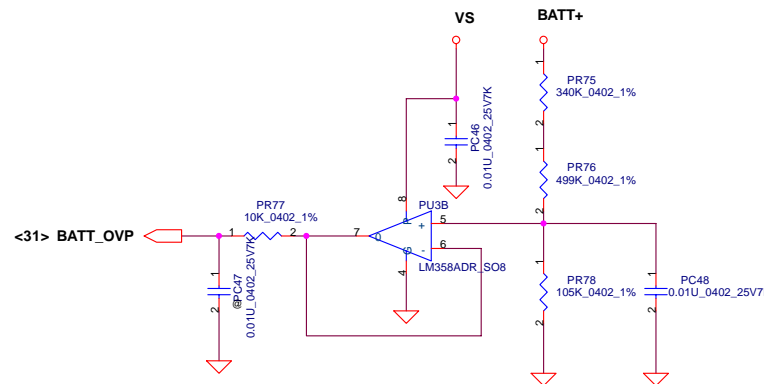 VS
BATT+
1
PR75
340K_0402_1%
2
1
PC46
0.01U_0402_25V7K
2
1
PR76
499K_0402_1%
2
8
PU3B
P
+
5
-
6
0
7
G
4
LM358ADR_SO8
PR77
10K_0402_1%
1
2
<31> BATT_OVP
1
@PC47
0.01U_0402_25V7K
2
1
PR78
105K_0402_1%
2
1
PC48
0.01U_0402_25V7
2